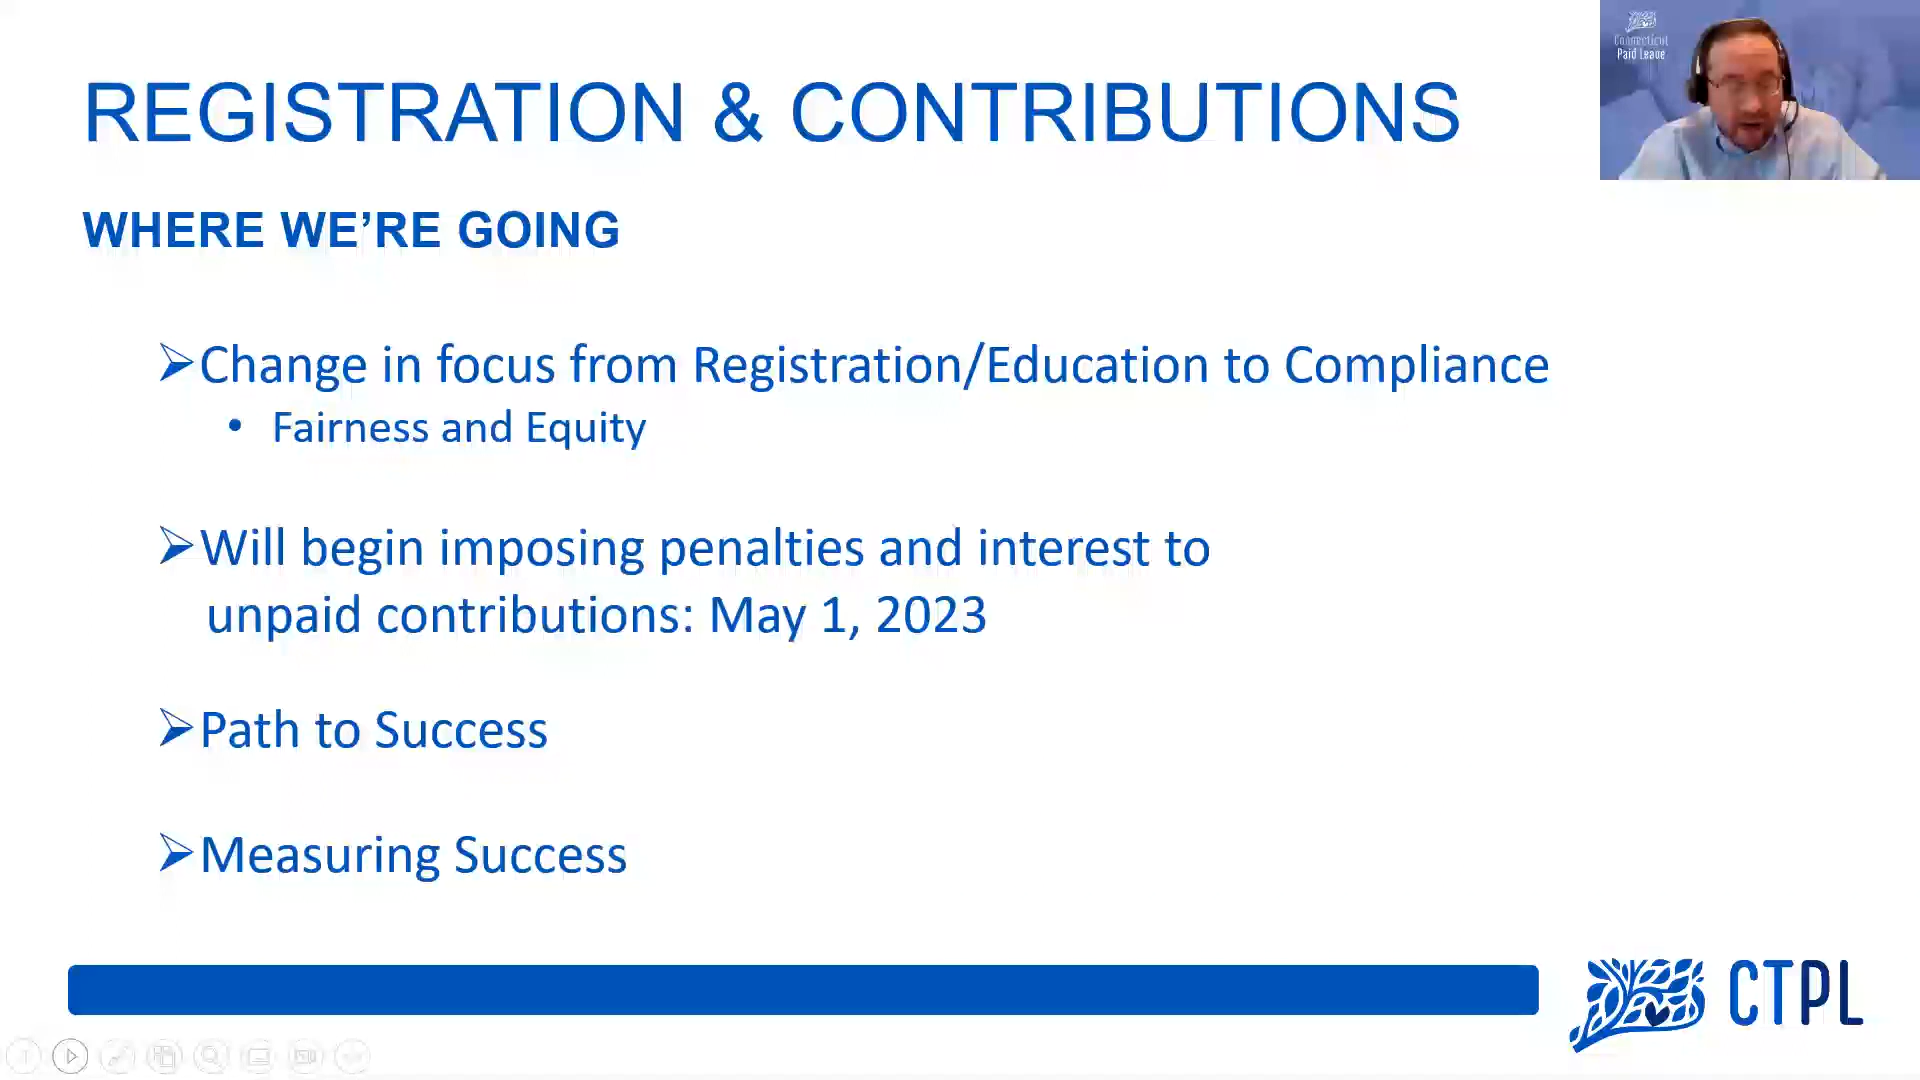 REGISTRATION & CONTRIBUTIONS
Connecticut
Paid Leave
WHERE WE’RE GOING
Change in focus from Registration/Education to Compliance
• Fairness and Equity
Will begin imposing penalties and interest to
unpaid contributions: May 1, 2023
Path to Success
Measuring Success
CTPL